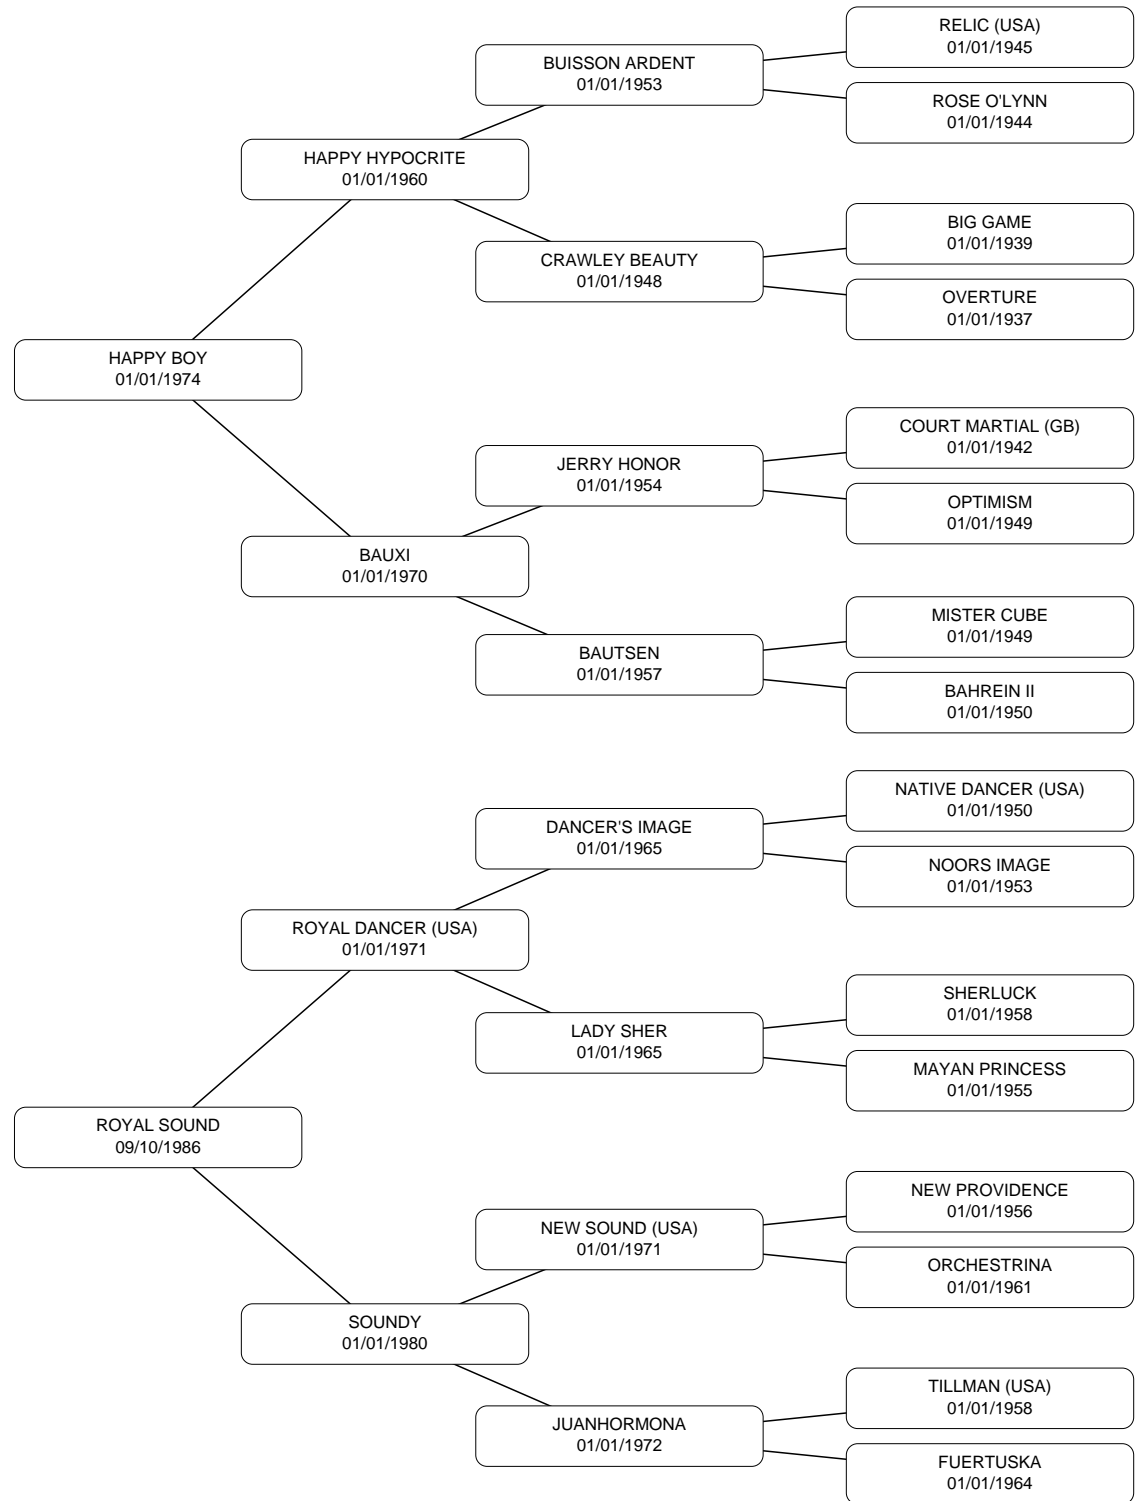 RELIC (USA)
01/01/1945
BUISSON ARDENT
01/01/1953
ROSE O'LYNN
01/01/1944
HAPPY HYPOCRITE
01/01/1960
BIG GAME
01/01/1939
CRAWLEY BEAUTY
01/01/1948
OVERTURE
01/01/1937
HAPPY BOY
01/01/1974
COURT MARTIAL (GB)
01/01/1942
JERRY HONOR
01/01/1954
OPTIMISM
01/01/1949
BAUXI
01/01/1970
MISTER CUBE
01/01/1949
BAUTSEN
01/01/1957
BAHREIN II
01/01/1950
NATIVE DANCER (USA)
01/01/1950
DANCER'S IMAGE
01/01/1965
NOORS IMAGE
01/01/1953
ROYAL DANCER (USA)
01/01/1971
SHERLUCK
01/01/1958
LADY SHER
01/01/1965
MAYAN PRINCESS
01/01/1955
ROYAL SOUND
09/10/1986
NEW PROVIDENCE
01/01/1956
NEW SOUND (USA)
01/01/1971
ORCHESTRINA
01/01/1961
SOUNDY
01/01/1980
TILLMAN (USA)
01/01/1958
JUANHORMONA
01/01/1972
FUERTUSKA
01/01/1964